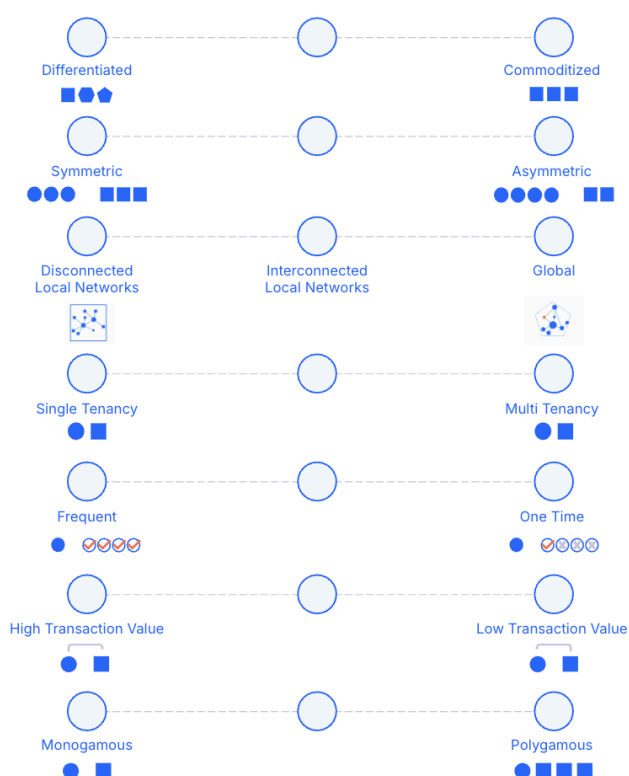 Differentiated
Commoditized
Symmetric
Asymmetric
Disconnected
Local Networks
Interconnected
Local Networks
Global
Single Tenancy
Multi Tenancy
Frequent
One Time
High Transaction Value
Low Transaction Value
Monogamous
Polygamous